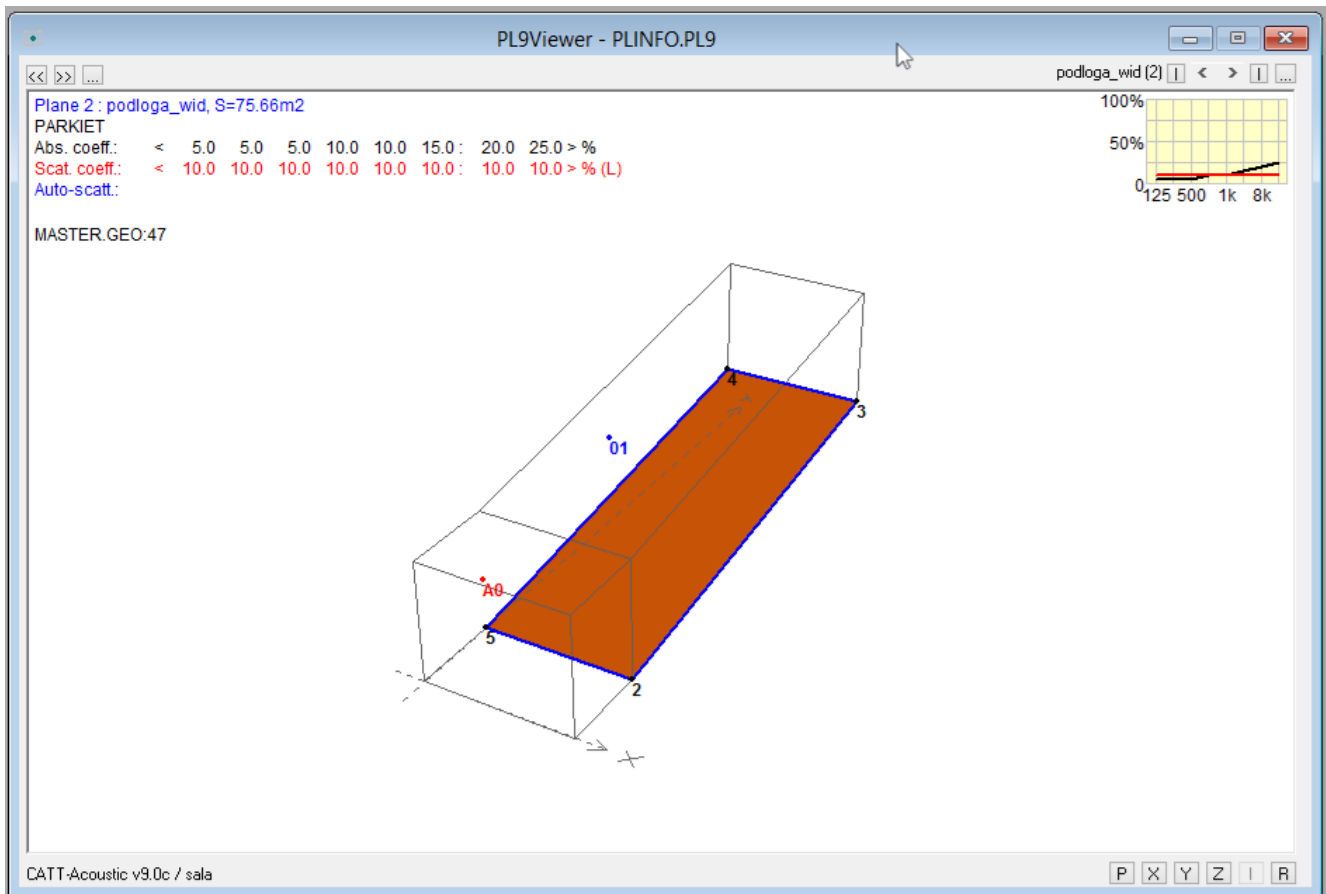 PL9Viewer - PLINFO.PL9
<< >> ... podloga_wid (2) | < > | ...
Plane 2 : podloga_wid, S=75.66m2
PARKIET
Abs. coeff.: < 5.0 5.0 5.0 10.0 10.0 15.0 : 20.0 25.0 > %
Scat. coeff.: < 10.0 10.0 10.0 10.0 10.0 10.0 : 10.0 10.0 > % (L)
Auto-scatt.:
MASTER.GEO:47
100%
50%
0
125 500 1k 8k
4
Y
3
01
A0
5
2
X
CATT-Acoustic v9.0c / sala
P X Y Z I R